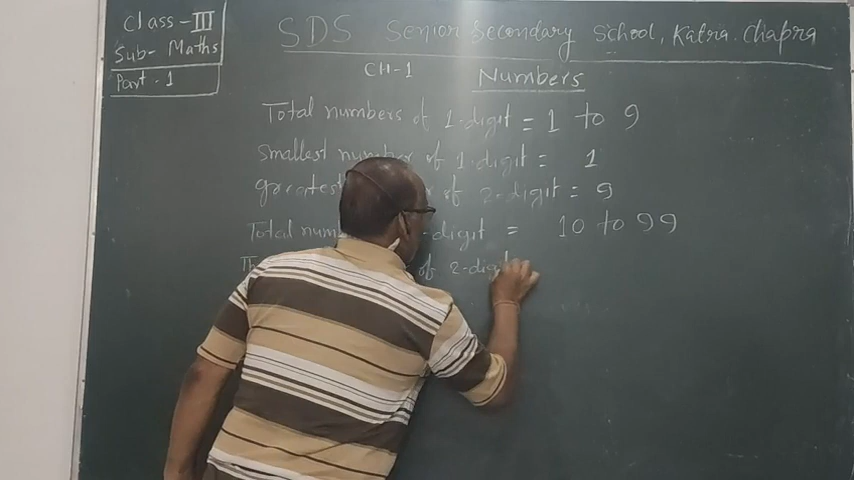 Class - III
Sub- Maths
Part - 1
SDS Senior Secondary School, Katra. Chapra
CH-1 Numbers
Total numbers of 1-digit = 1 to 9
Smallest number of 1-digit = 1
greatest of 2-digit = 9
Total -digit = 10 to 99
of 2-digit